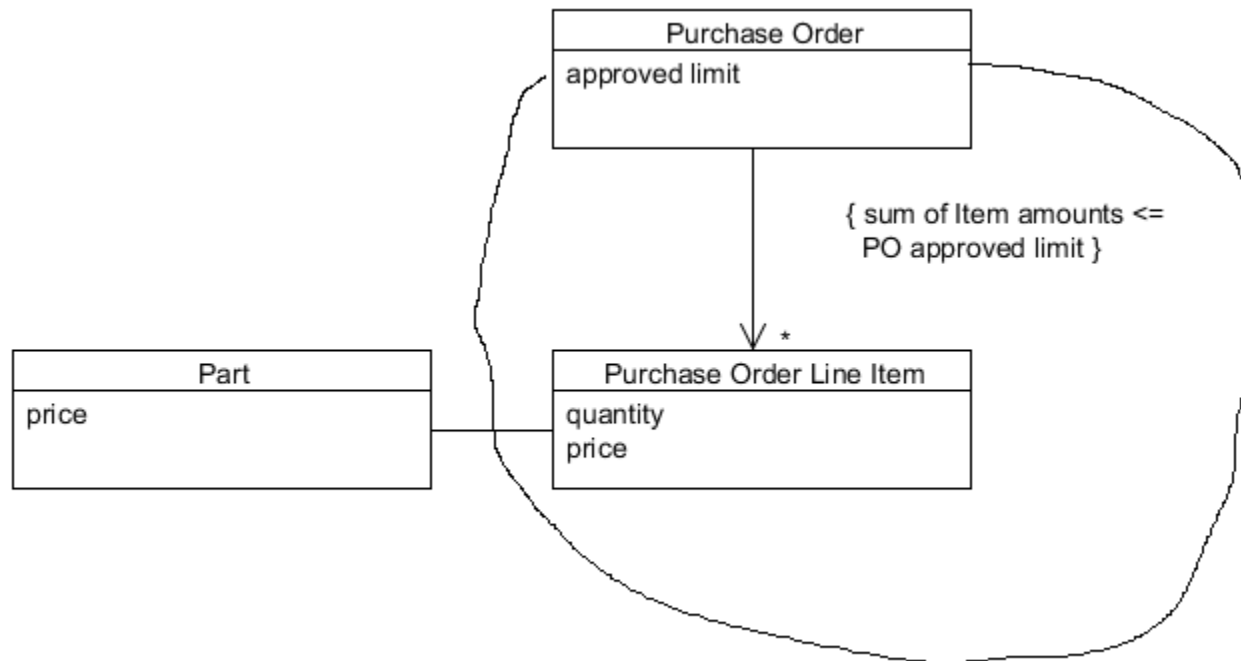 Purchase Order
approved limit
{ sum of Item amounts <=
PO approved limit }
*
Part
price
Purchase Order Line Item
quantity
price